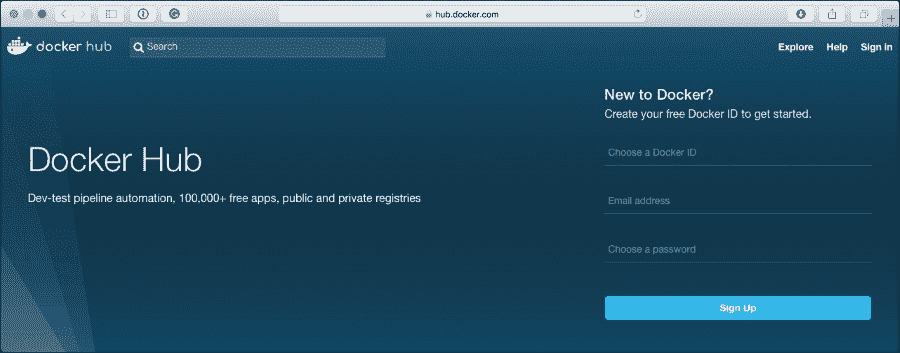 hub.docker.com
docker hub
Search
Explore Help Sign in
New to Docker?
Create your free Docker ID to get started.
Choose a Docker ID
Docker Hub
Dev-test pipeline automation, 100,000+ free apps, public and private registries
Email address
Choose a password
Sign Up